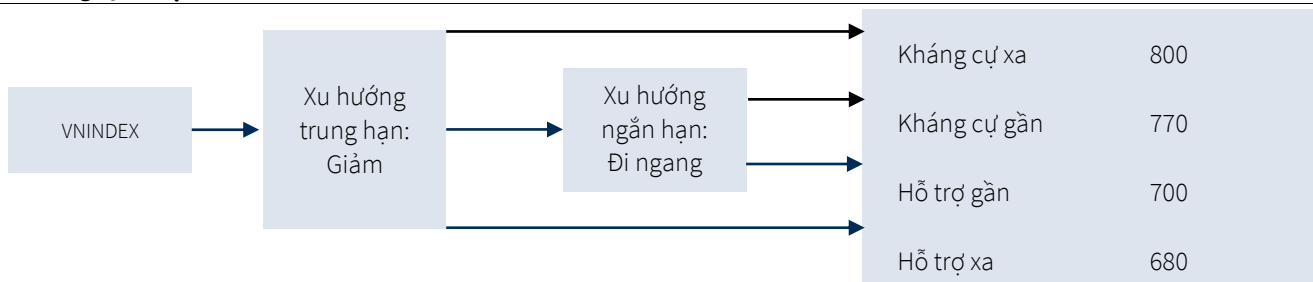 VNINDEX
Xu hướng
trung hạn:
Giảm
Xu hướng
ngắn hạn:
Đi ngang
Kháng cự xa 800
Kháng cự gần 770
Hỗ trợ gần 700
Hỗ trợ xa 680